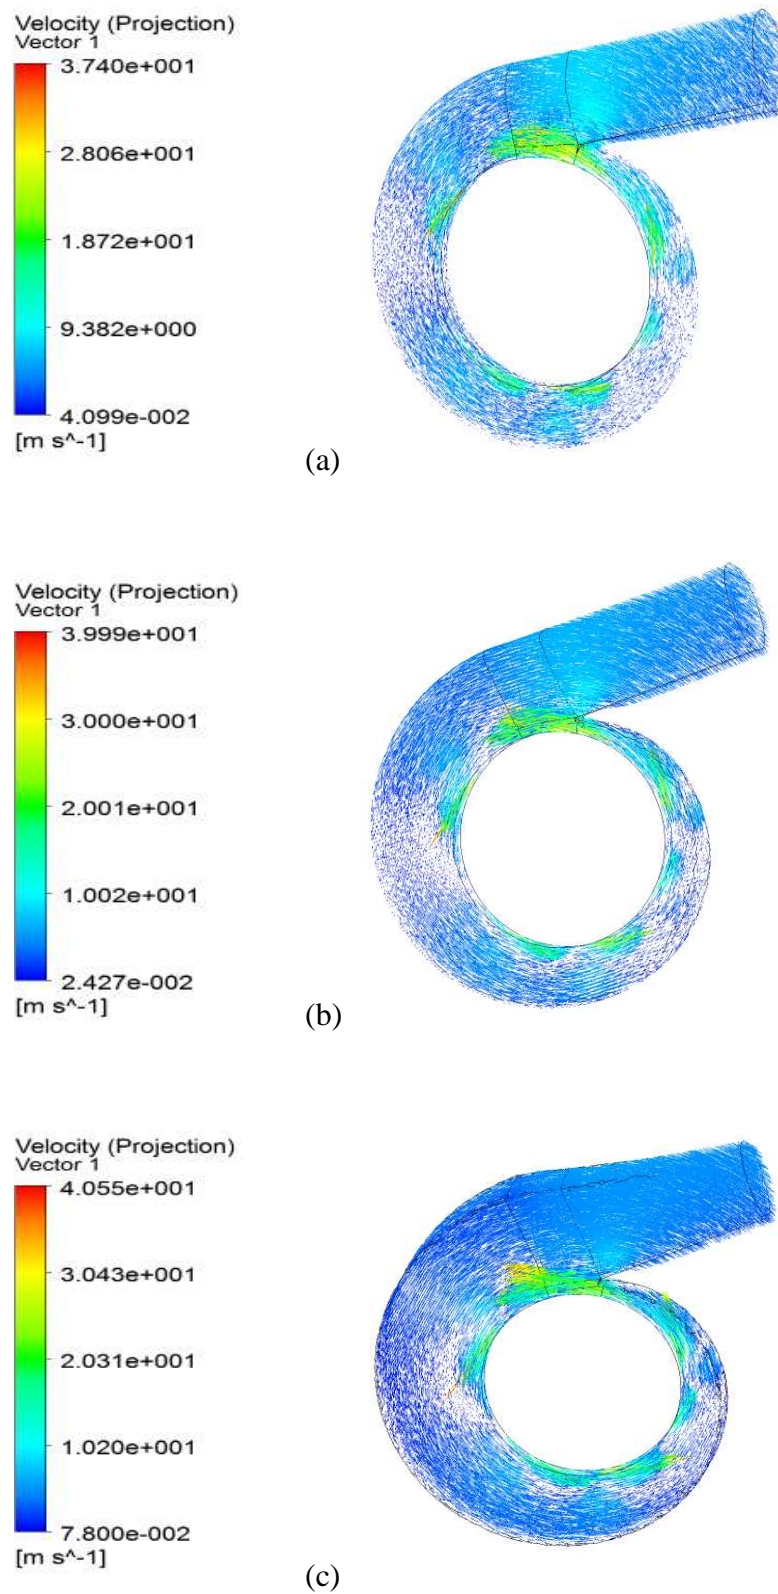 Velocity (Projection)
Vector 1
3.740e+001
2.806e+001
1.872e+001
9.382e+000
4.099e-002
[m s^-1]
(a)
Velocity (Projection)
Vector 1
3.999e+001
3.000e+001
2.001e+001
1.002e+001
2.427e-002
[m s^-1]
(b)
Velocity (Projection)
Vector 1
4.055e+001
3.043e+001
2.031e+001
1.020e+001
7.800e-002
[m s^-1]
(c)